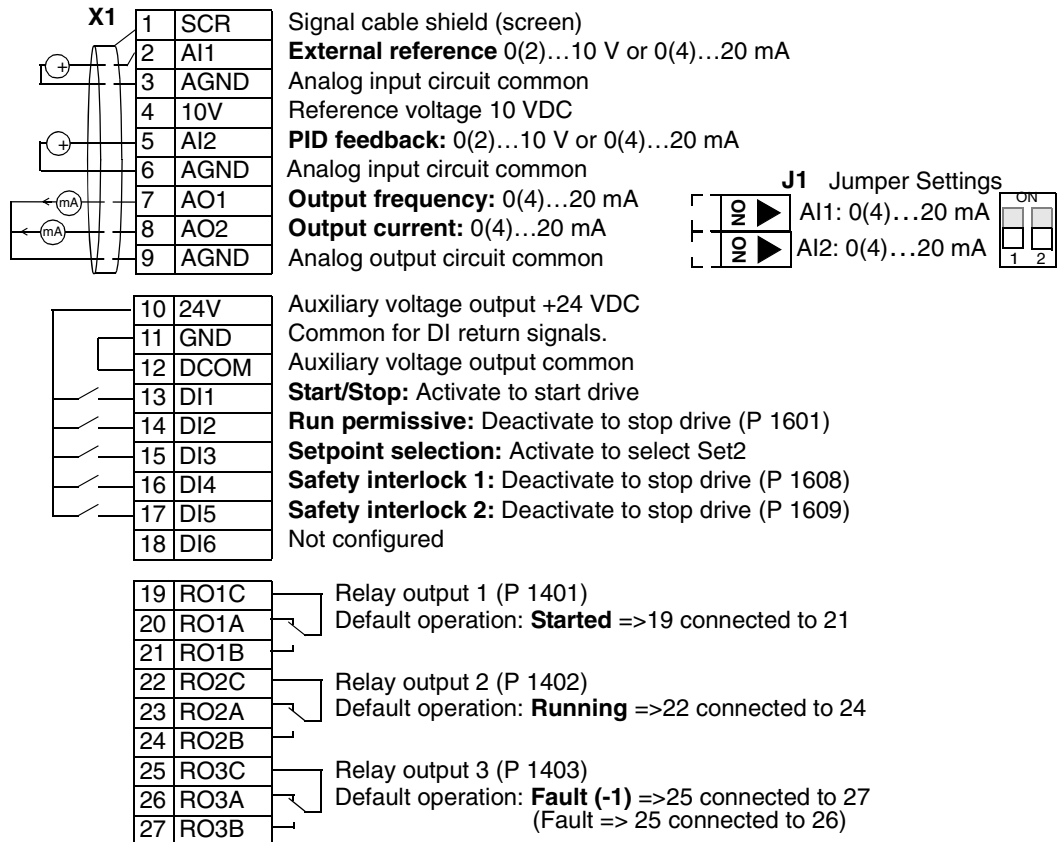 X1
1 SCR Signal cable shield (screen)
2 AI1 External reference 0(2)…10 V or 0(4)…20 mA
3 AGND Analog input circuit common
4 10V Reference voltage 10 VDC
5 AI2 PID feedback: 0(2)…10 V or 0(4)…20 mA
6 AGND Analog input circuit common
7 AO1 Output frequency: 0(4)…20 mA
8 AO2 Output current: 0(4)…20 mA
9 AGND Analog output circuit common
+
+
mA
mA
J1 Jumper Settings
ON AI1: 0(4)…20 mA
ON AI2: 0(4)…20 mA
ON
1 2
10 24V Auxiliary voltage output +24 VDC
11 GND Common for DI return signals.
12 DCOM Auxiliary voltage output common
13 DI1 Start/Stop: Activate to start drive
14 DI2 Run permissive: Deactivate to stop drive (P 1601)
15 DI3 Setpoint selection: Activate to select Set2
16 DI4 Safety interlock 1: Deactivate to stop drive (P 1608)
17 DI5 Safety interlock 2: Deactivate to stop drive (P 1609)
18 DI6 Not configured
19 RO1C Relay output 1 (P 1401)
20 RO1A Default operation: Started =>19 connected to 21
21 RO1B
22 RO2C Relay output 2 (P 1402)
23 RO2A Default operation: Running =>22 connected to 24
24 RO2B
25 RO3C Relay output 3 (P 1403)
26 RO3A Default operation: Fault (-1) =>25 connected to 27
27 RO3B (Fault => 25 connected to 26)